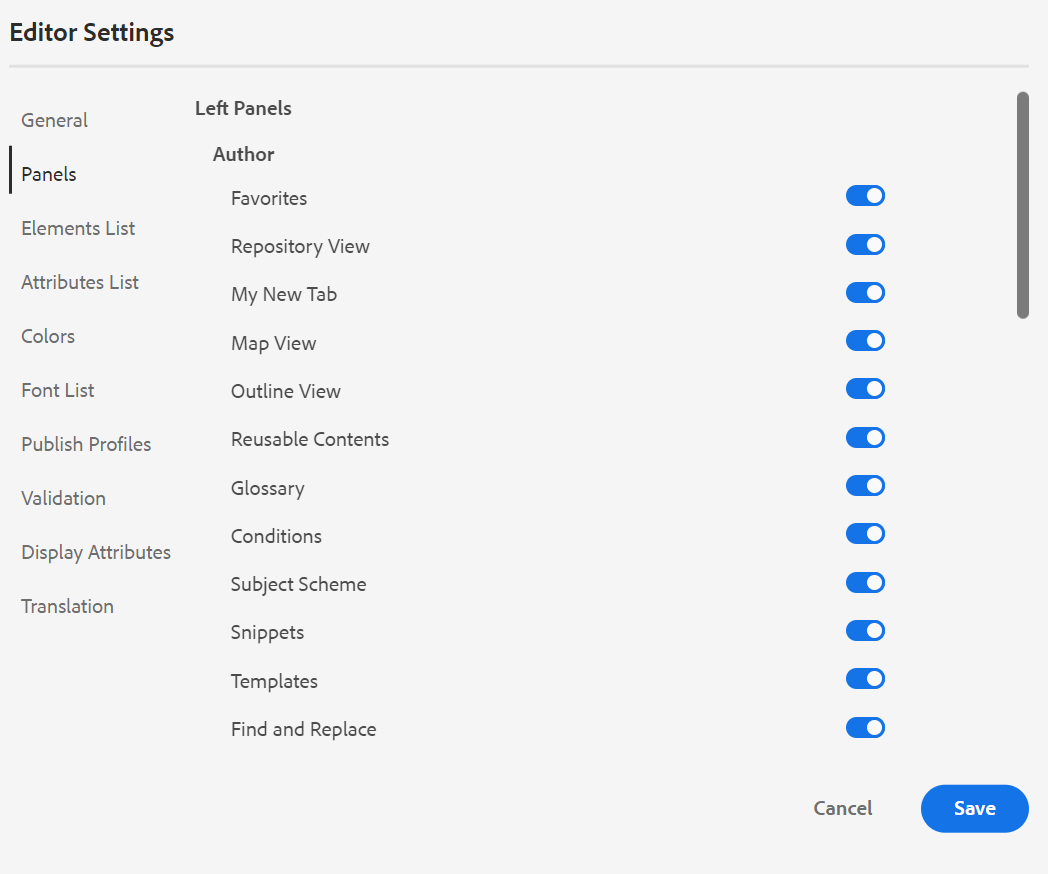 Editor Settings
General
Panels
Elements List
Attributes List
Colors
Font List
Publish Profiles
Validation
Display Attributes
Translation
Left Panels
Author
Favorites
Repository View
My New Tab
Map View
Outline View
Reusable Contents
Glossary
Conditions
Subject Scheme
Snippets
Templates
Find and Replace
Cancel
Save